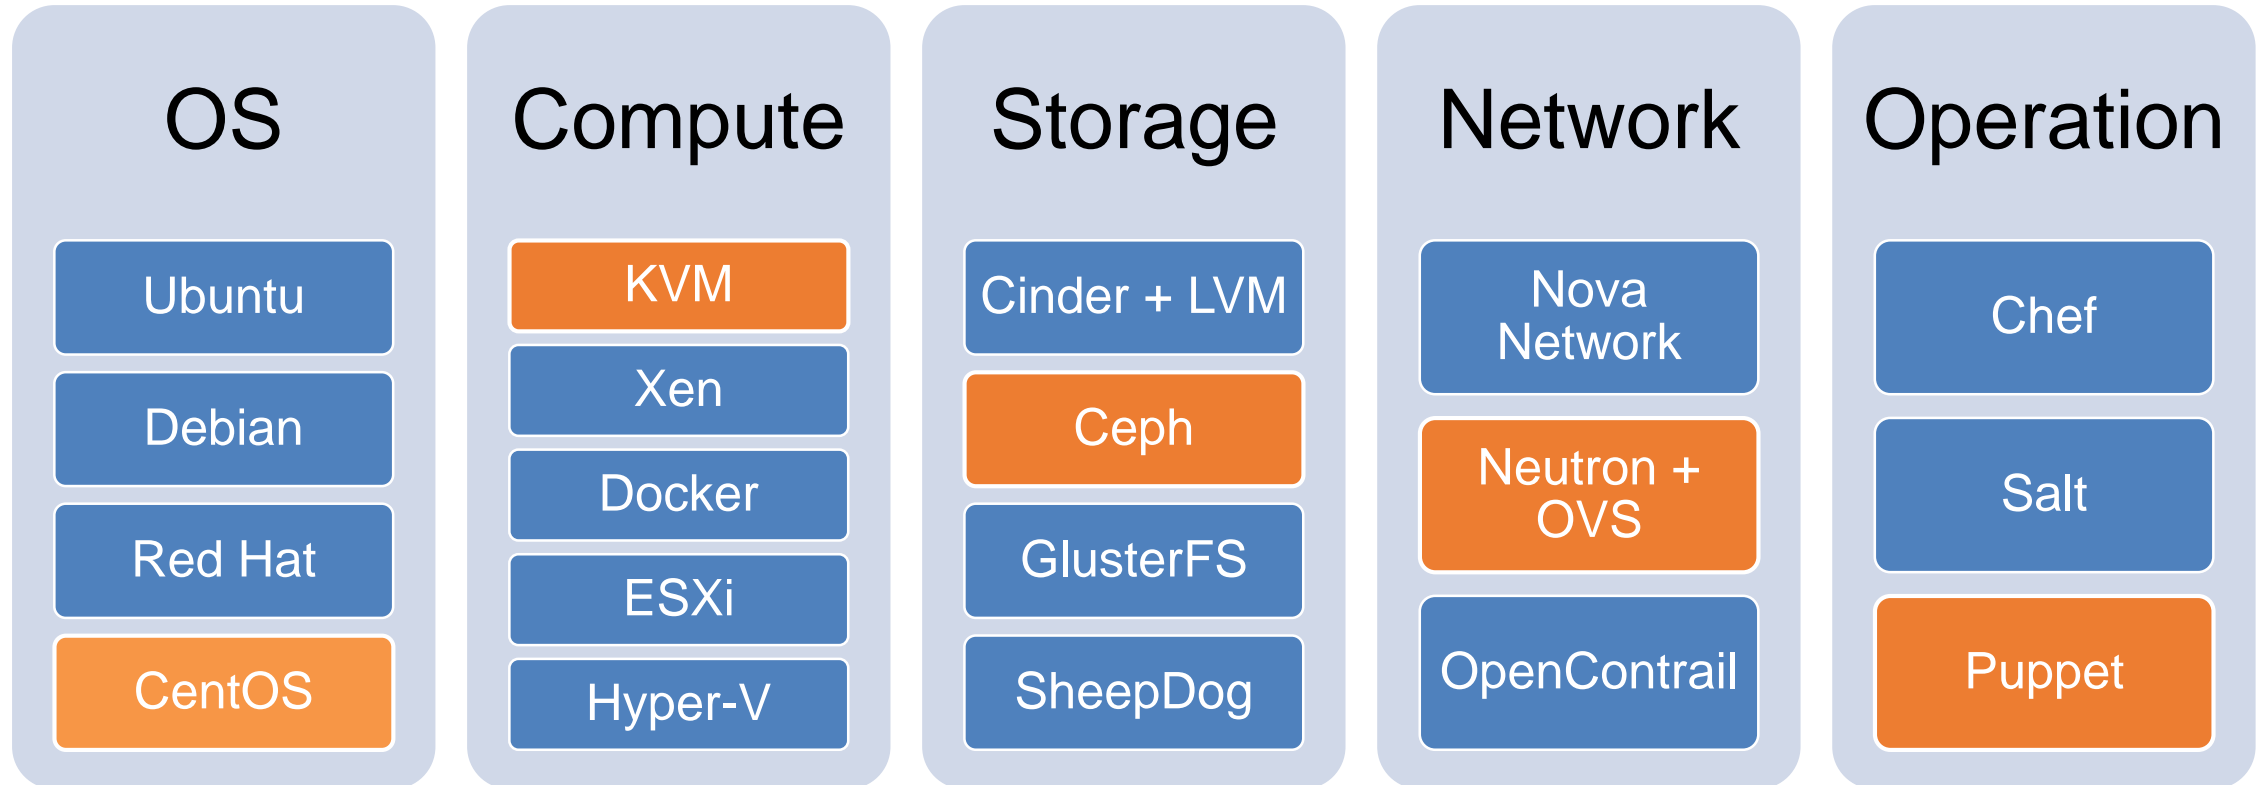 OS
Ubuntu
Debian
Red Hat
CentOS
Compute
KVM
Xen
Docker
ESXi
Hyper-V
Storage
Cinder + LVM
Ceph
GlusterFS
SheepDog
Network
Nova
Network
Neutron +
OVS
OpenContrail
Operation
Chef
Salt
Puppet